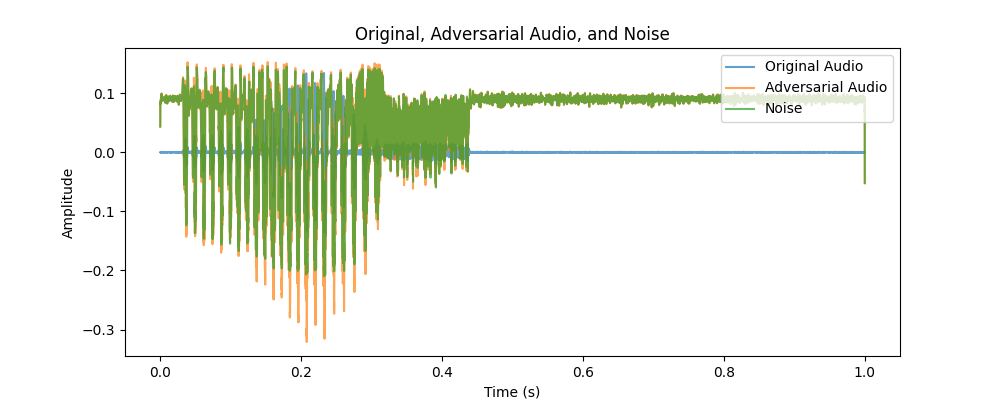 Original, Adversarial Audio, and Noise
Original Audio
Adversarial Audio
Noise
0.1
0.0
−0.1
−0.2
−0.3
Amplitude
0.0 0.2 0.4 0.6 0.8 1.0
Time (s)